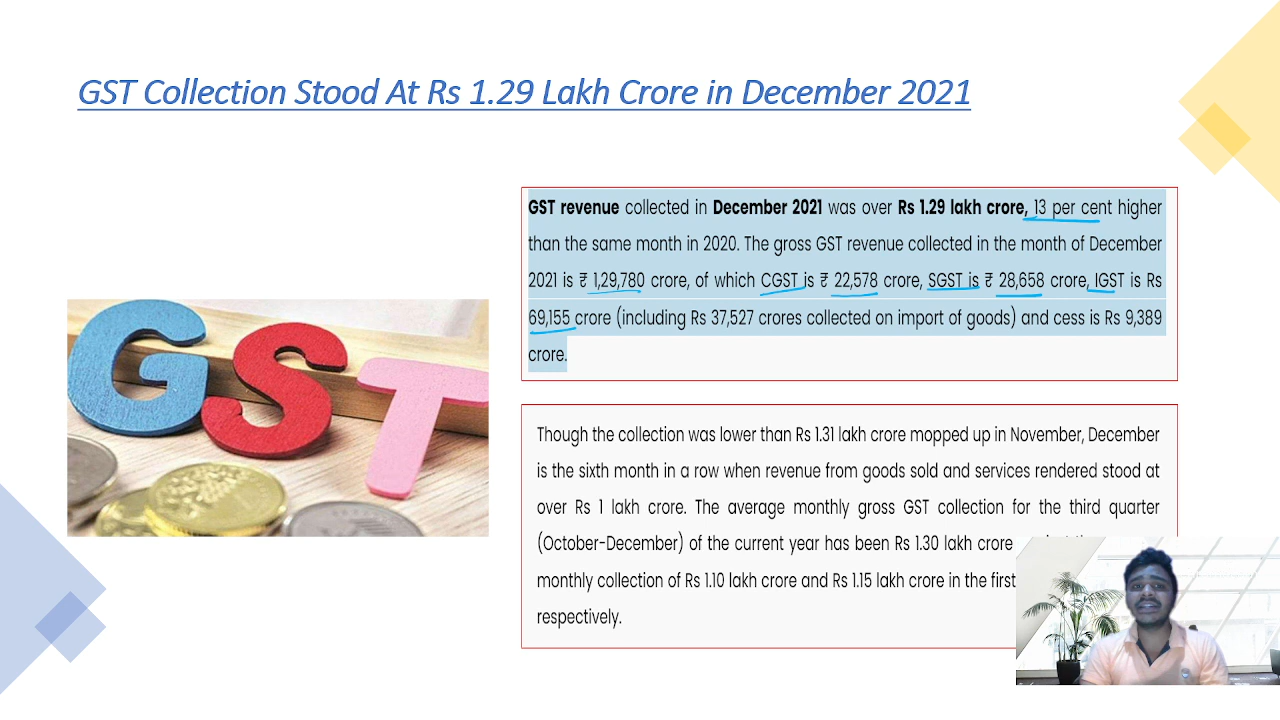 GST Collection Stood At Rs 1.29 Lakh Crore in December 2021
GST revenue collected in December 2021 was over Rs 1.29 lakh crore, 13 per cent higher
than the same month in 2020. The gross GST revenue collected in the month of December
2021 is ₹ 1,29,780 crore, of which CGST is ₹ 22,578 crore, SGST is ₹ 28,658 crore, IGST is Rs
69,155 crore (including Rs 37,527 crores collected on import of goods) and cess is Rs 9,389
crore.
GST
Though the collection was lower than Rs 1.31 lakh crore mopped up in November, December
is the sixth month in a row when revenue from goods sold and services rendered stood at
over Rs 1 lakh crore. The average monthly gross GST collection for the third quarter
(October-December) of the current year has been Rs 1.30 lakh crore
monthly collection of Rs 1.10 lakh crore and Rs 1.15 lakh crore in the first
respectively.